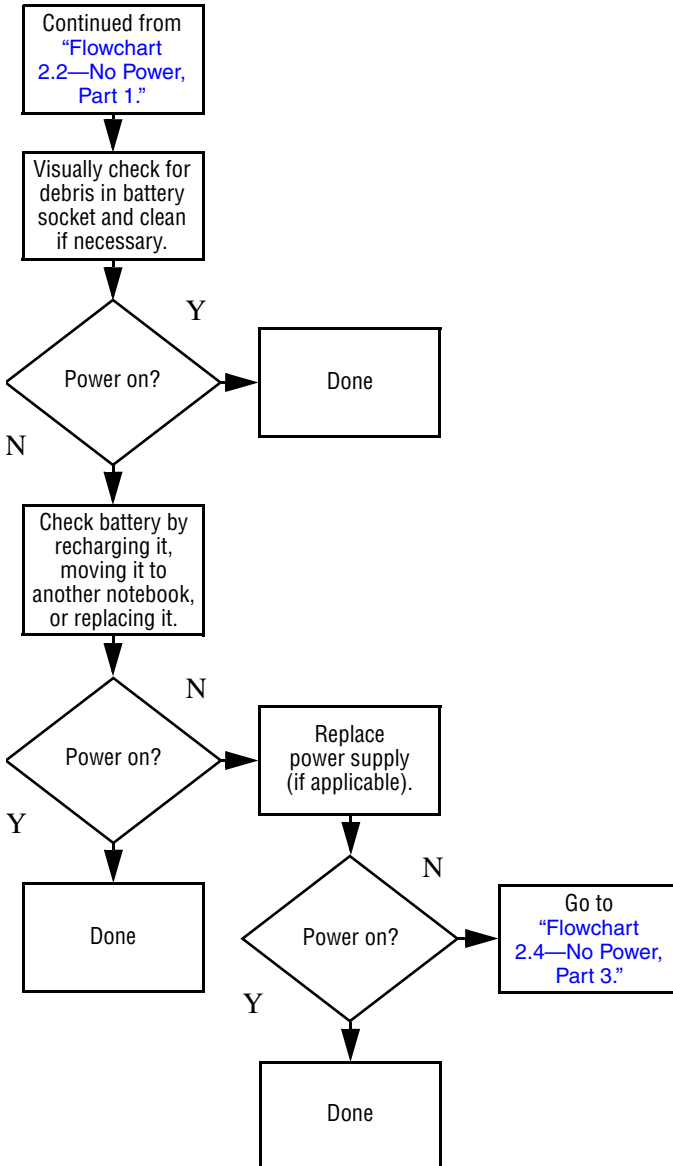 Continued from
“Flowchart
2.2—No Power,
Part 1.”
Visually check for
debris in battery
socket and clean
if necessary.
Y
Power on?
Done
N
Check battery by
recharging it,
moving it to
another notebook,
or replacing it.
N
Power on?
Replace
power supply
(if applicable).
Y
Done
N
Power on?
Go to
“Flowchart
2.4—No Power,
Part 3.”
Y
Done